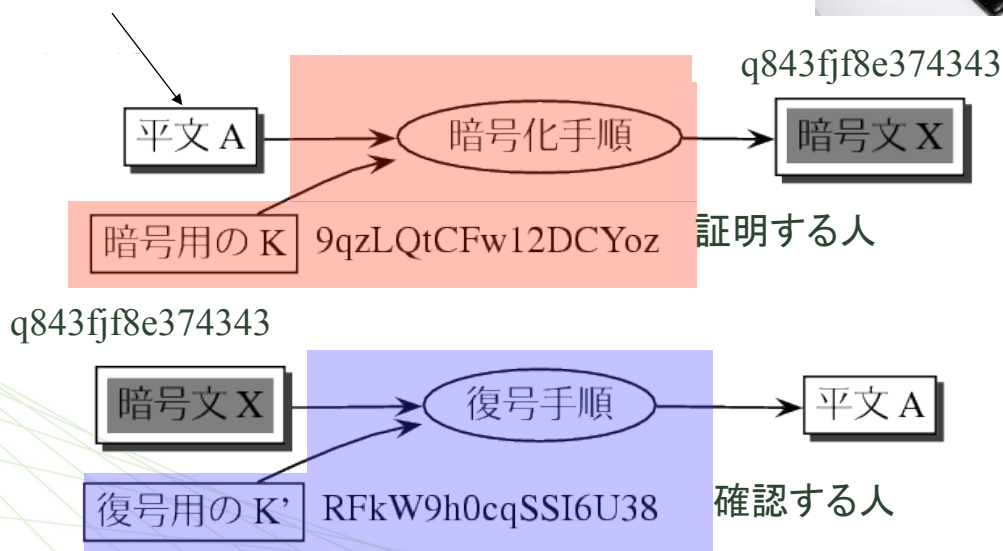 q843fjf8e374343
平文 A
暗号化手順
暗号文 X
暗号用の K
9qzLQtCFw12DCYoz
証明する人
q843fjf8e374343
暗号文 X
復号手順
平文 A
復号用の K’
RFkW9h0cqSSI6U38
確認する人